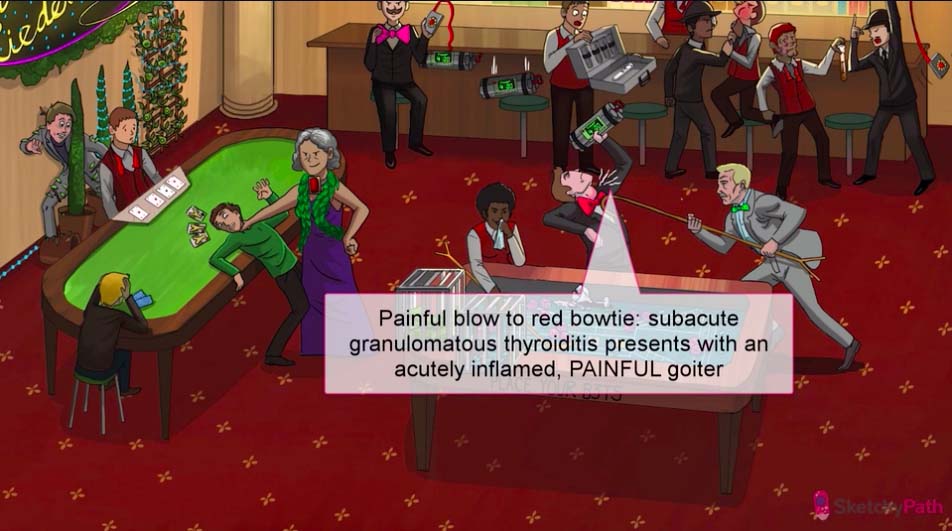 Riedel
Painful blow to red bowtie: subacute
granulomatous thyroiditis presents with an
acutely inflamed, PAINFUL goiter
PLACE YOUR BETS
SketchyPath